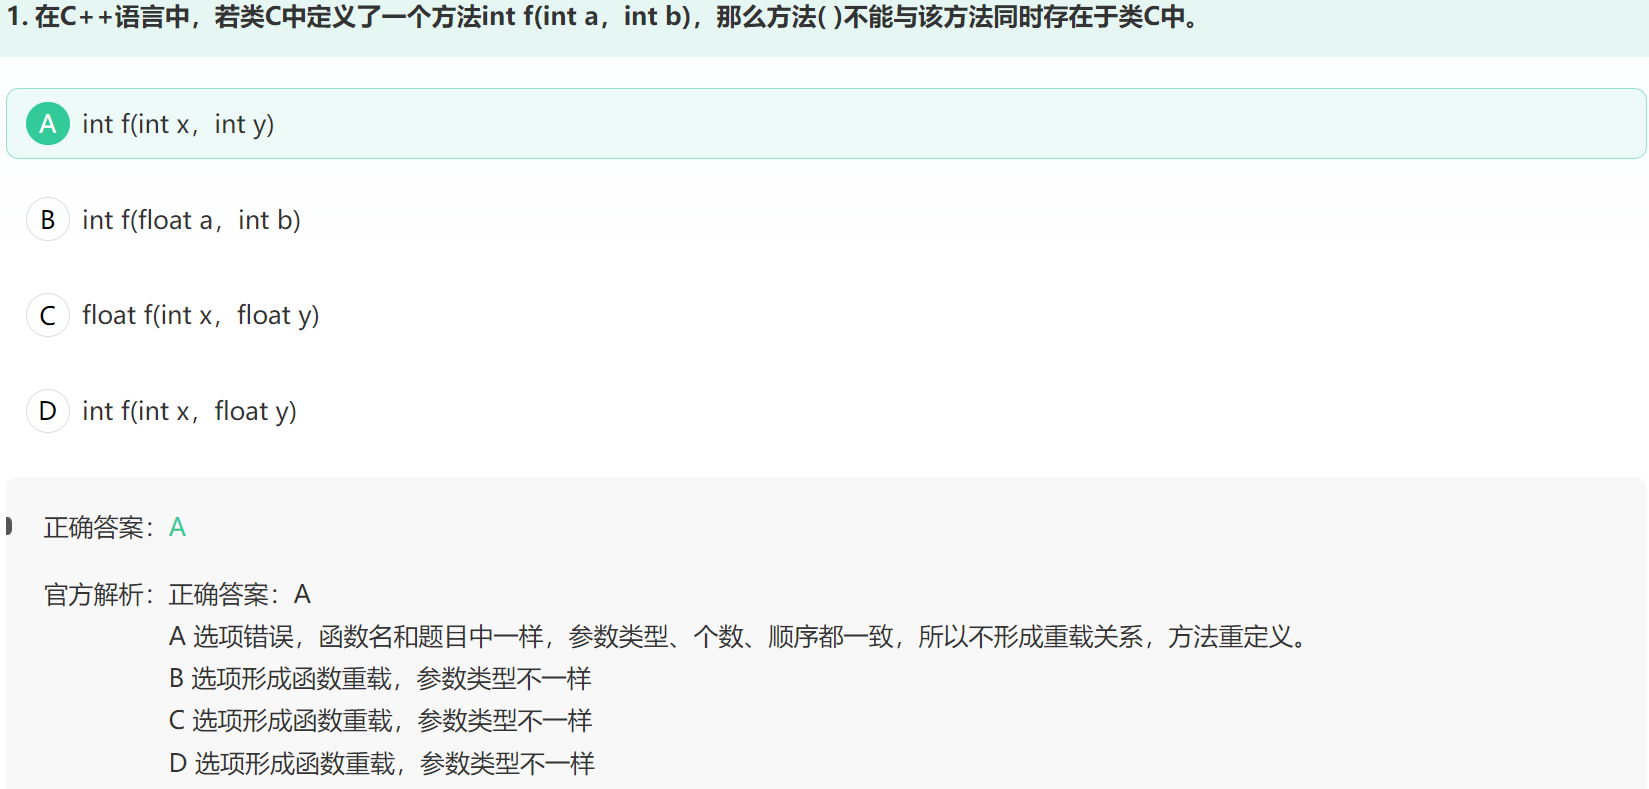 1. 在C++语言中，若类C中定义了一个方法int f(int a，int b)，那么方法( )不能与该方法同时存在于类C中。
A int f(int x，int y)
B int f(float a，int b)
C float f(int x，float y)
D int f(int x，float y)
正确答案：A
官方解析：正确答案：A
A 选项错误，函数名和题目中一样，参数类型、个数、顺序都一致，所以不形成重载关系，方法重定义。
B 选项形成函数重载，参数类型不一样
C 选项形成函数重载，参数类型不一样
D 选项形成函数重载，参数类型不一样